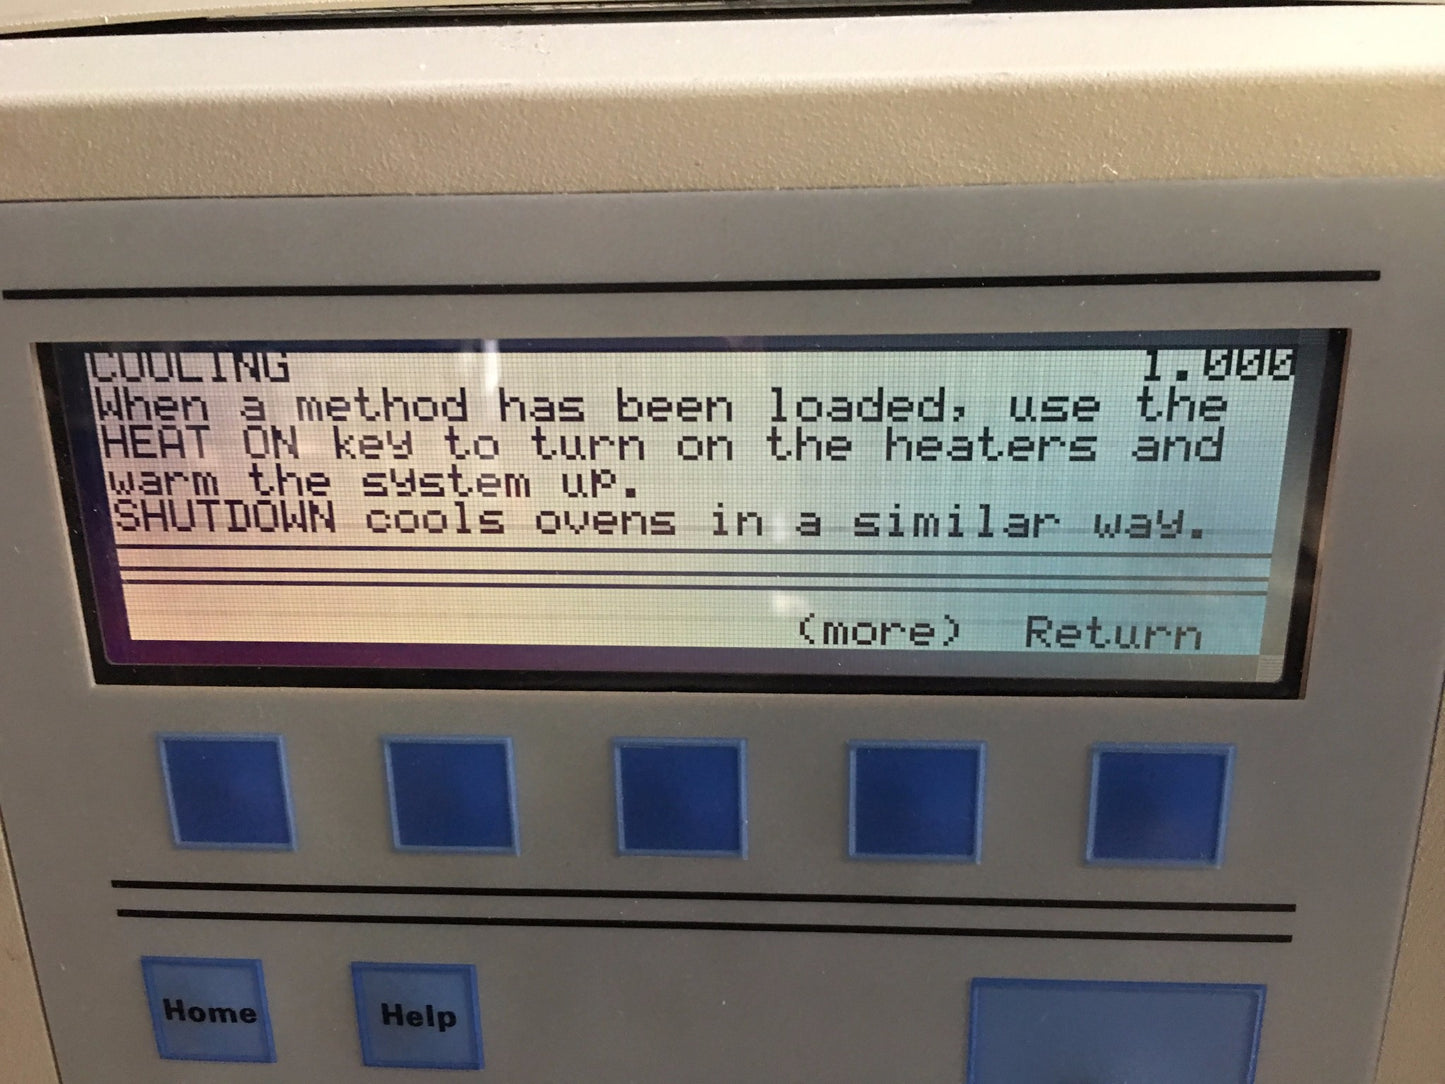 COOLING 1.000
When a method has been loaded, use the
HEAT ON key to turn on the heaters and
warm the system up.
SHUTDOWN cools ovens in a similar way.
(more) Return
Home Help